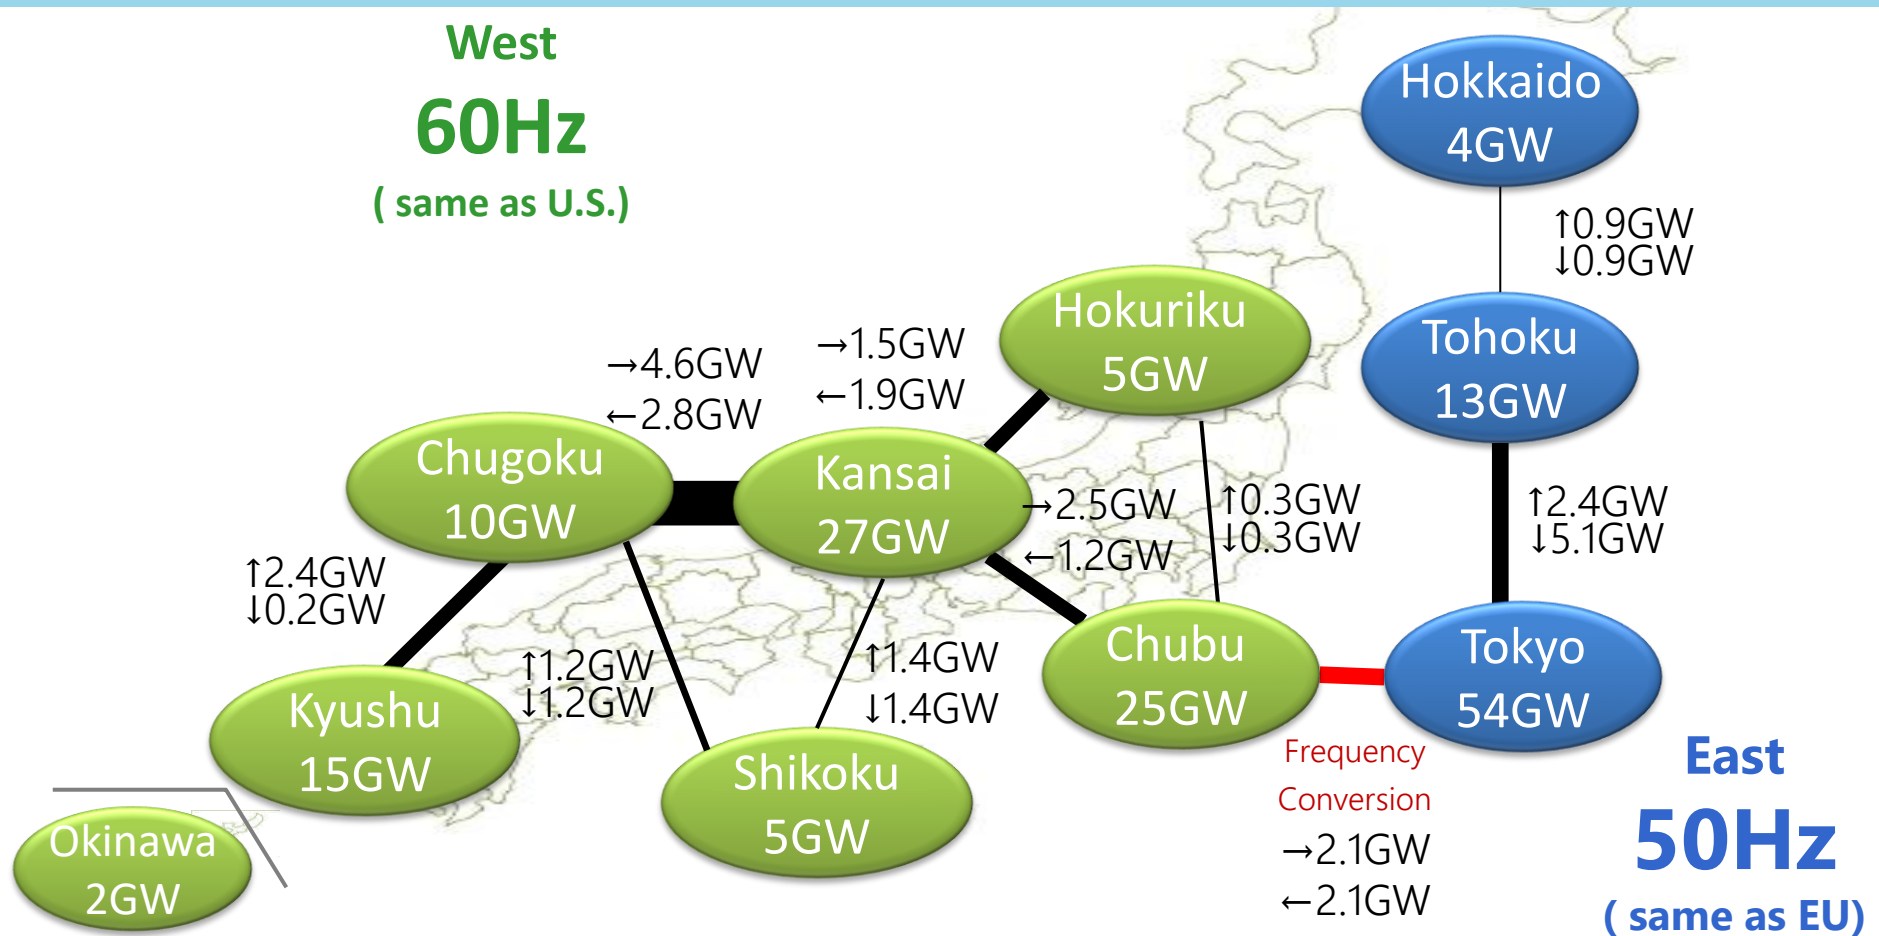 West
60Hz
( same as U.S.)
Hokkaido
4GW
↑0.9GW
↓0.9GW
Hokuriku
5GW
Tohoku
13GW
→1.5GW
←1.9GW
→4.6GW
←2.8GW
Chugoku
10GW
Kansai
27GW
→2.5GW
←1.2GW
↑0.3GW
↓0.3GW
↑2.4GW
↓5.1GW
↑2.4GW
↓0.2GW
↑1.2GW
↓1.2GW
↑1.4GW
↓1.4GW
Chubu
25GW
Tokyo
54GW
Kyushu
15GW
Shikoku
5GW
Frequency
Conversion
→2.1GW
←2.1GW
East
50Hz
( same as EU)
Okinawa
2GW